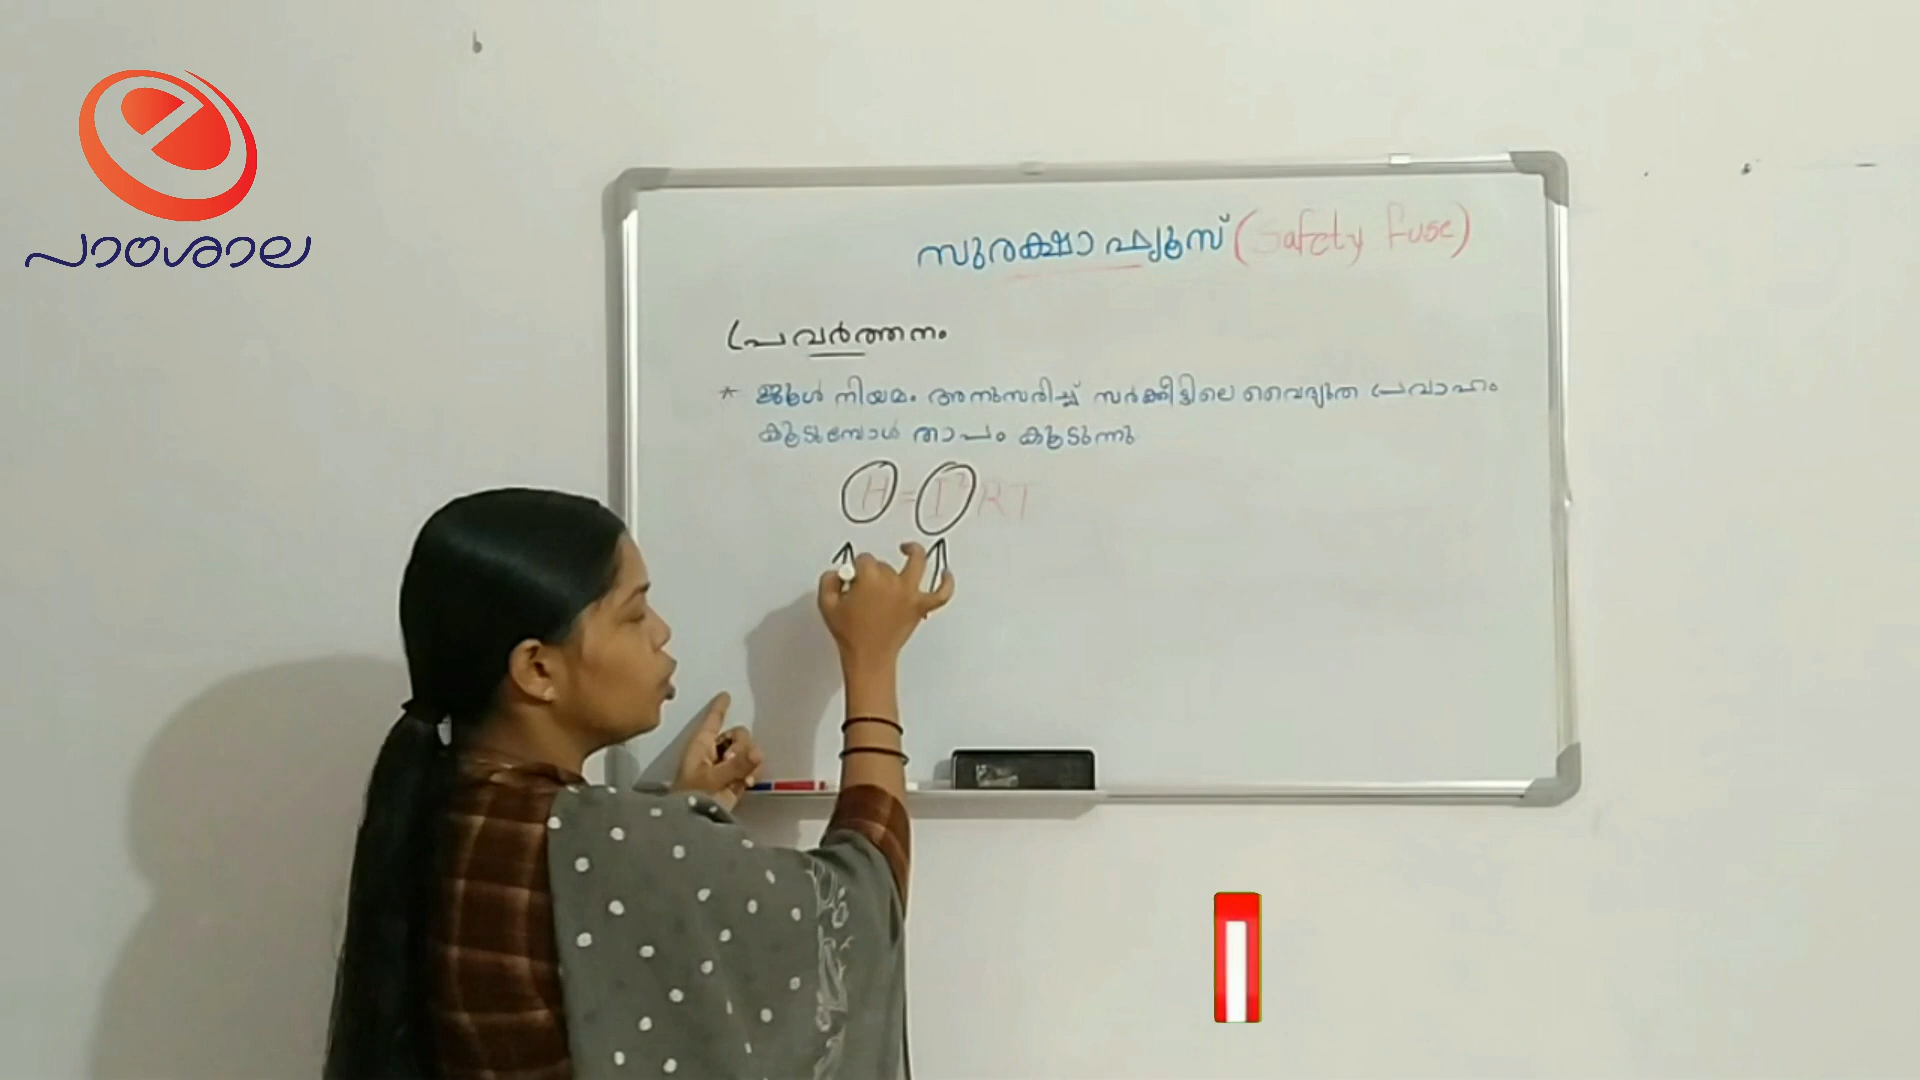 പാഠശാല
സുരക്ഷാ ഫ്യൂസ് (Safety fuse)
പ്രവർത്തനം
* ജൂൾ നിയമം അനുസരിച്ച് സർക്കീട്ടിലെ വൈദ്യുത പ്രവാഹം
കൂടുമ്പോൾ താപം കൂടുന്നു
H = I²RT